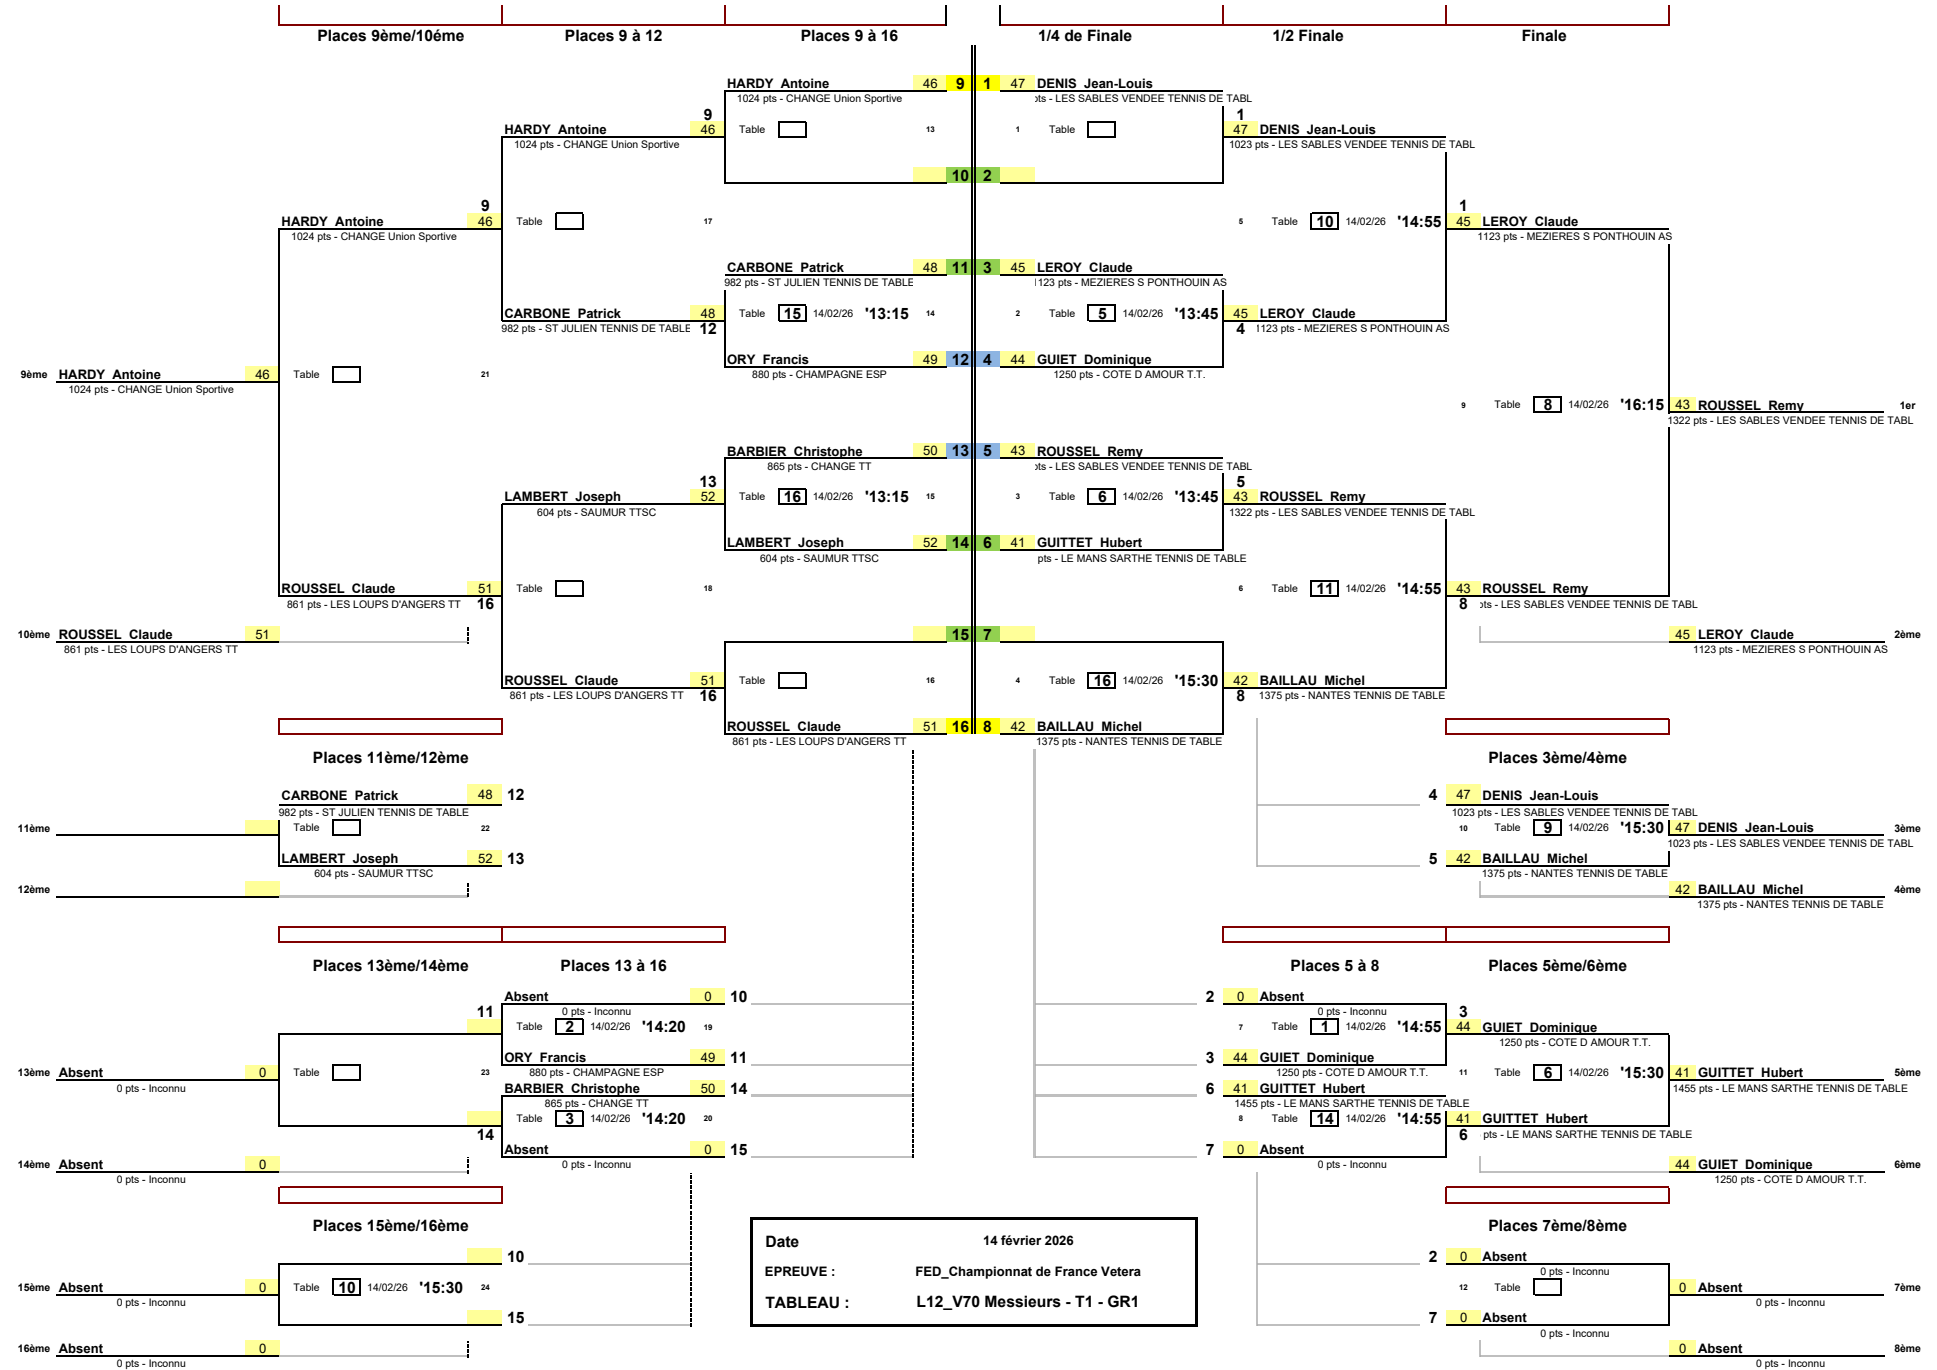 Places 9ème/10éme Places 9 à 12 Places 9 à 16 1/4 de Finale 1/2 Finale Finale
HARDY Antoine 46 9 1 47 DENIS Jean-Louis
1024 pts - CHANGE Union Sportive pts - LES SABLES VENDEE TENNIS DE TABL
9 1
HARDY Antoine 46 Table 13 1 Table 47 DENIS Jean-Louis
1024 pts - CHANGE Union Sportive 1023 pts - LES SABLES VENDEE TENNIS DE TABL
10 2
9 1
HARDY Antoine 46 Table 17 5 Table 10 14/02/26 '14:55 45 LEROY Claude
1024 pts - CHANGE Union Sportive 1123 pts - MEZIERES S PONTHOUIN AS
CARBONE Patrick 48 11 3 45 LEROY Claude
982 pts - ST JULIEN TENNIS DE TABLE 1123 pts - MEZIERES S PONTHOUIN AS
CARBONE Patrick 48 Table 15 14/02/26 '13:15 14 2 Table 5 14/02/26 '13:45 45 LEROY Claude
982 pts - ST JULIEN TENNIS DE TABLE 12 4 1123 pts - MEZIERES S PONTHOUIN AS
ORY Francis 49 12 4 44 GUIET Dominique
880 pts - CHAMPAGNE ESP 1250 pts - COTE D AMOUR T.T.
9ème HARDY Antoine 46 Table 21
1024 pts - CHANGE Union Sportive
9 Table 8 14/02/26 '16:15 43 ROUSSEL Remy 1er
1322 pts - LES SABLES VENDEE TENNIS DE TABL
BARBIER Christophe 50 13 5 43 ROUSSEL Remy
865 pts - CHANGE TT pts - LES SABLES VENDEE TENNIS DE TABL
13 5
LAMBERT Joseph 52 Table 16 14/02/26 '13:15 15 3 Table 6 14/02/26 '13:45 43 ROUSSEL Remy
604 pts - SAUMUR TTSC 1322 pts - LES SABLES VENDEE TENNIS DE TABL
LAMBERT Joseph 52 14 6 41 GUITTET Hubert
604 pts - SAUMUR TTSC pts - LE MANS SARTHE TENNIS DE TABLE
ROUSSEL Claude 51 Table 18 6 Table 11 14/02/26 '14:55 43 ROUSSEL Remy
861 pts - LES LOUPS D'ANGERS TT 16 8 pts - LES SABLES VENDEE TENNIS DE TABL
10ème ROUSSEL Claude 51 15 7 45 LEROY Claude 2ème
861 pts - LES LOUPS D'ANGERS TT 1123 pts - MEZIERES S PONTHOUIN AS
ROUSSEL Claude 51 Table 16 4 Table 16 14/02/26 '15:30 42 BAILLAU Michel
861 pts - LES LOUPS D'ANGERS TT 16 8 1375 pts - NANTES TENNIS DE TABLE
ROUSSEL Claude 51 16 8 42 BAILLAU Michel
861 pts - LES LOUPS D'ANGERS TT 1375 pts - NANTES TENNIS DE TABLE
Places 11ème/12ème Places 3ème/4ème
CARBONE Patrick 48 12 4 47 DENIS Jean-Louis
982 pts - ST JULIEN TENNIS DE TABLE 1023 pts - LES SABLES VENDEE TENNIS DE TABL
11ème Table 22 10 Table 9 14/02/26 '15:30 47 DENIS Jean-Louis 3ème
1023 pts - LES SABLES VENDEE TENNIS DE TABL
LAMBERT Joseph 52 13 5 42 BAILLAU Michel
604 pts - SAUMUR TTSC 1375 pts - NANTES TENNIS DE TABLE
12ème 42 BAILLAU Michel 4ème
1375 pts - NANTES TENNIS DE TABLE
Places 13ème/14ème Places 13 à 16 Places 5 à 8 Places 5ème/6ème
Absent 0 10 2 0 Absent
11 0 pts - Inconnu 0 pts - Inconnu 3
Table 2 14/02/26 '14:20 19 7 Table 1 14/02/26 '14:55 44 GUIET Dominique
1250 pts - COTE D AMOUR T.T.
ORY Francis 49 11 3 44 GUIET Dominique
13ème Absent 0 Table 23 880 pts - CHAMPAGNE ESP 1250 pts - COTE D AMOUR T.T. 11 Table 6 14/02/26 '15:30 41 GUITTET Hubert 5ème
0 pts - Inconnu BARBIER Christophe 50 14 6 41 GUITTET Hubert 1455 pts - LE MANS SARTHE TENNIS DE TABLE
865 pts - CHANGE TT 1455 pts - LE MANS SARTHE TENNIS DE TABLE
Table 3 14/02/26 '14:20 20 8 Table 14 14/02/26 '14:55 41 GUITTET Hubert
14 6 pts - LE MANS SARTHE TENNIS DE TABLE
Absent 0 15 7 0 Absent
14ème Absent 0 0 pts - Inconnu 0 pts - Inconnu 44 GUIET Dominique 6ème
0 pts - Inconnu 1250 pts - COTE D AMOUR T.T.
Places 15ème/16ème Places 7ème/8ème
Date 14 février 2026
10 2 0 Absent
EPREUVE : FED_Championnat de France Vetera
0 pts - Inconnu
15ème Absent 0 Table 10 14/02/26 '15:30 24 12 Table 0 Absent 7ème
0 pts - Inconnu 0 pts - Inconnu
TABLEAU : L12_V70 Messieurs - T1 - GR1
15 7 0 Absent
0 pts - Inconnu
16ème Absent 0 0 Absent 8ème
0 pts - Inconnu 0 pts - Inconnu